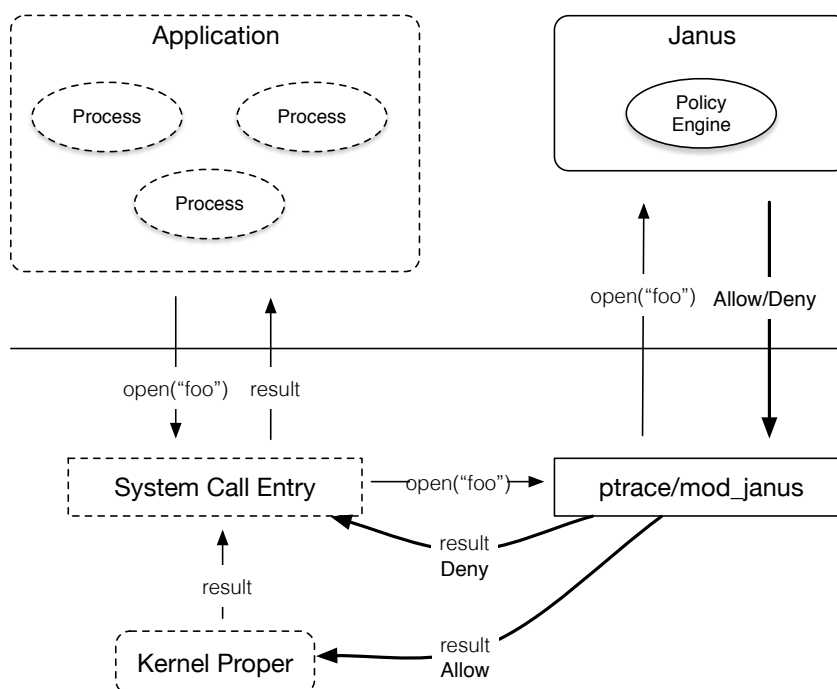 Application
Janus
Process
Process
Process
Policy
Engine
open(“foo”)
Allow/Deny
open(“foo”)
result
System Call Entry
open(“foo”)
ptrace/mod_janus
result
Deny
result
Kernel Proper
result
Allow